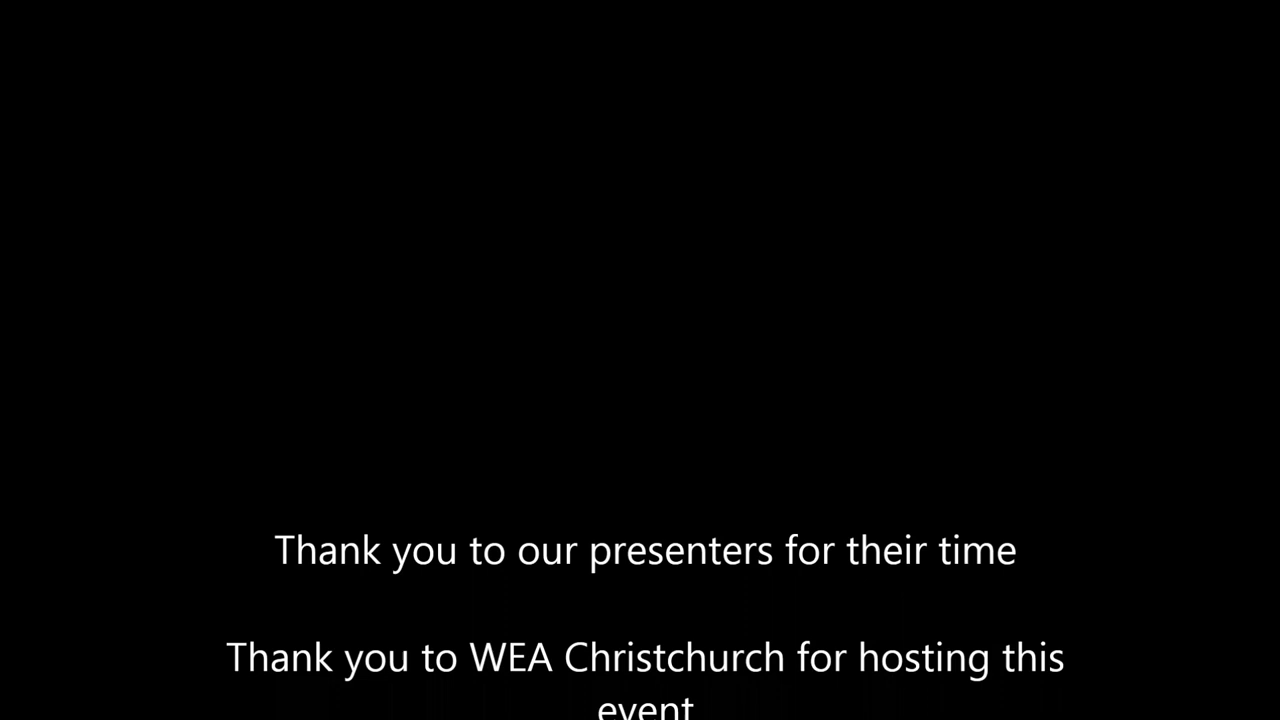 Thank you to our presenters for their time
Thank you to WEA Christchurch for hosting this
event